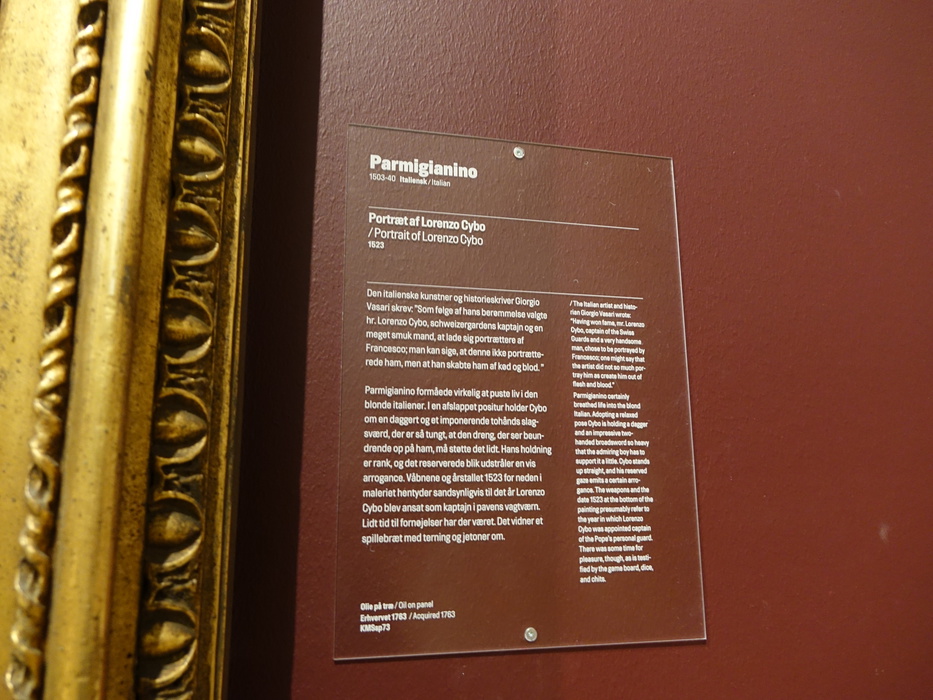 Parmigianino
1503-40 Italiensk / Italian
Portræt af Lorenzo Cybo
/ Portrait of Lorenzo Cybo
1523
Den italienske kunstner og historieskriver Giorgio
Vasari skrev: "Som følge af hans berømmelse valgte
hr. Lorenzo Cybo, schweizergardens kaptajn og en
meget smuk mand, at lade sig portrættere af
Francesco; man kan sige, at denne ikke portrætte-
rede ham, men at han skabte ham af kød og blod."
Parmigianino formåede virkelig at puste liv i den
blonde italiener. I en afslappet positur holder Cybo
om en daggert og et imponerende tohånds slag-
sværd, der er så tungt, at den dreng, der ser beun-
drende op på ham, må støtte det lidt. Hans holdning
er rank, og det reserverede blik udstråler en vis
arrogance. Våbnene og årstallet 1523 for neden i
maleriet hentyder sandsynligvis til det år Lorenzo
Cybo blev ansat som kaptajn i pavens vagtværn.
Lidt tid til fornøjelser har der været. Det vidner et
spillebræt med terning og jetoner om.
/ The Italian artist and histo-
rian Giorgio Vasari wrote:
"Having won fame, mr. Lorenzo
Cybo, captain of the Swiss
Guards and a very handsome
man, chose to be portrayed by
Francesco; one might say that
the artist did not so much por-
tray him as create him out of
flesh and blood."
Parmigianino certainly
breathed life into the blond
Italian. Adopting a relaxed
pose Cybo is holding a dagger
and an impressive two-
handed broadsword so heavy
that the admiring boy has to
support it a little. Cybo stands
up straight, and his reserved
gaze emits a certain arro-
gance. The weapons and the
date 1523 at the bottom of the
painting presumably refer to
the year in which Lorenzo
Cybo was appointed captain
of the Pope's personal guard.
There was some time for
pleasure, though, as is testi-
fied by the game board, dice,
and chits.
Olie på træ / Oil on panel
Erhvervet 1763 / Acquired 1763
KMSsp73